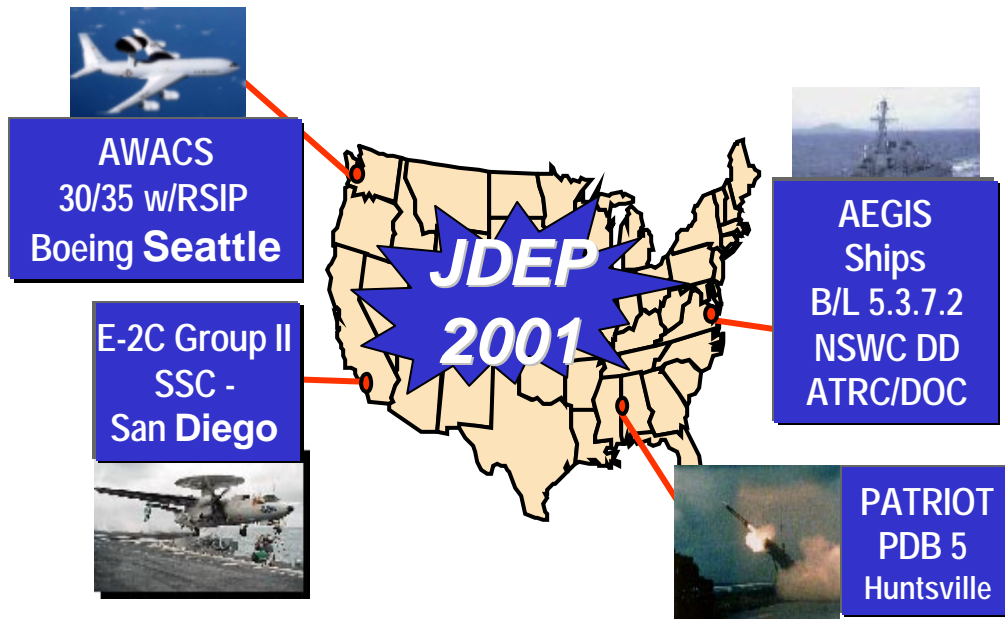 AWACS
30/35 w/RSIP
Boeing Seattle
JDEP
2001
AEGIS
Ships
B/L 5.3.7.2
NSWC DD
ATRC/DOC
E-2C Group II
SSC -
San Diego
PATRIOT
PDB 5
Huntsville